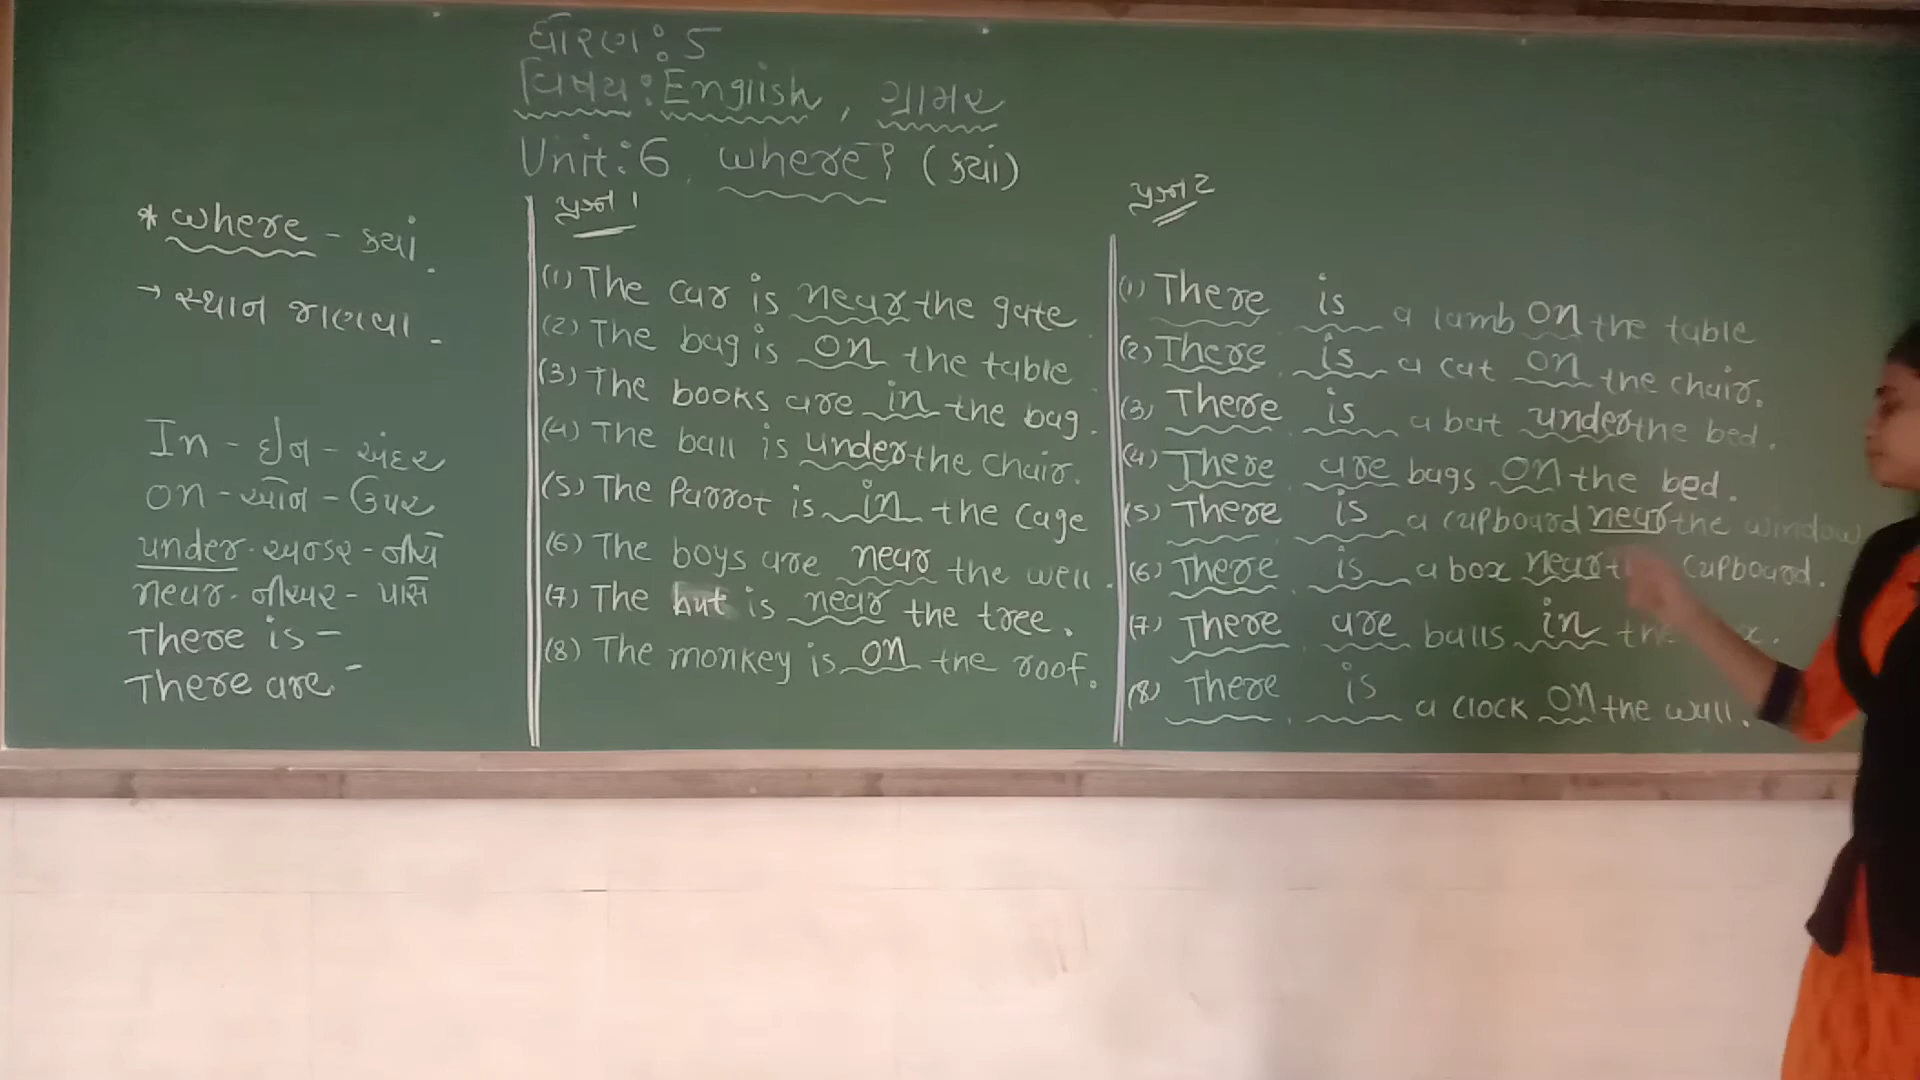 ધોરણ : 5
વિષય : English , ગ્રામર
Unit : 6 where? (ક્યાં)
* where - ક્યાં.
→ સ્થાન જાણવા -
In - ઈન - અંદર
on - ઓન - ઉપર
under - અન્ડર - નીચે
near - નીયર - પાસે
There is -
There are -
પ્રશ્ન ૧
(1) The car is near the gate
(2) The bag is on the table
(3) The books are in the bag.
(4) The ball is under the chair.
(5) The Parrot is in the cage
(6) The boys are near the well.
(7) The hut is near the tree.
(8) The monkey is on the roof.
પ્રશ્ન ૨
(1) There is a lamb on the table
(2) There is a cat on the chair.
(3) There is a bat under the bed.
(4) There are bags on the bed.
(5) There is a cupboard near the window
(6) There is a box near cupboard.
(7) There are balls in
(8) There is a clock on the wall.